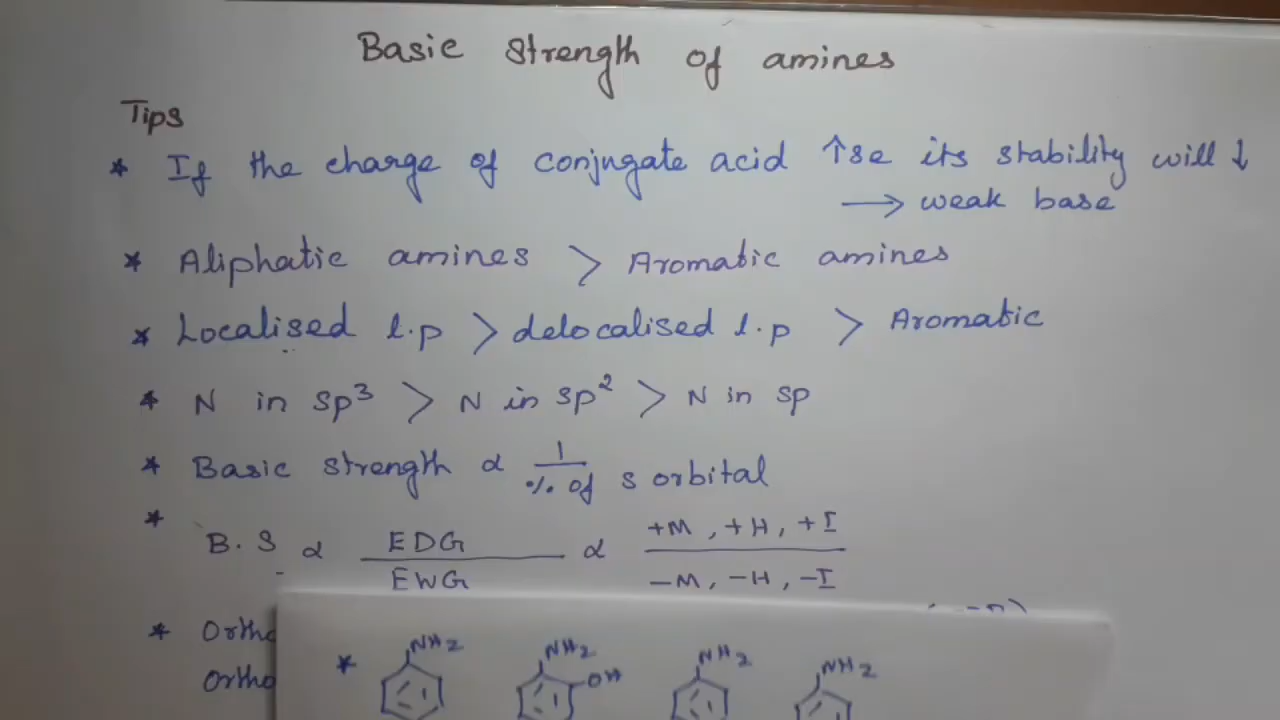 Basic strength of amines
Tips
* If the charge of conjugate acid ↑se its stability will ↓
→ weak base
* Aliphatic amines > Aromatic amines
* Localised l.p > delocalised l.p > Aromatic
* N in sp³ > N in sp² > N in sp
* Basic strength ∝ 1 / % of s orbital
* B.S ∝ EDG / EWG ∝ +M, +H, +I / -M, -H, -I
* Ortho
Ortho
* NH2 NH2 NH2 NH2
OH